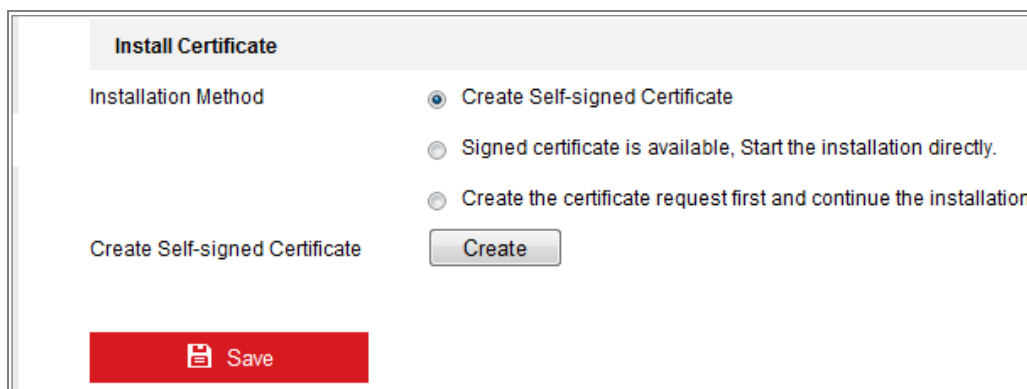 Install Certificate
Installation Method
Create Self-signed Certificate
Signed certificate is available, Start the installation directly.
Create the certificate request first and continue the installation
Create Self-signed Certificate
Create
Save